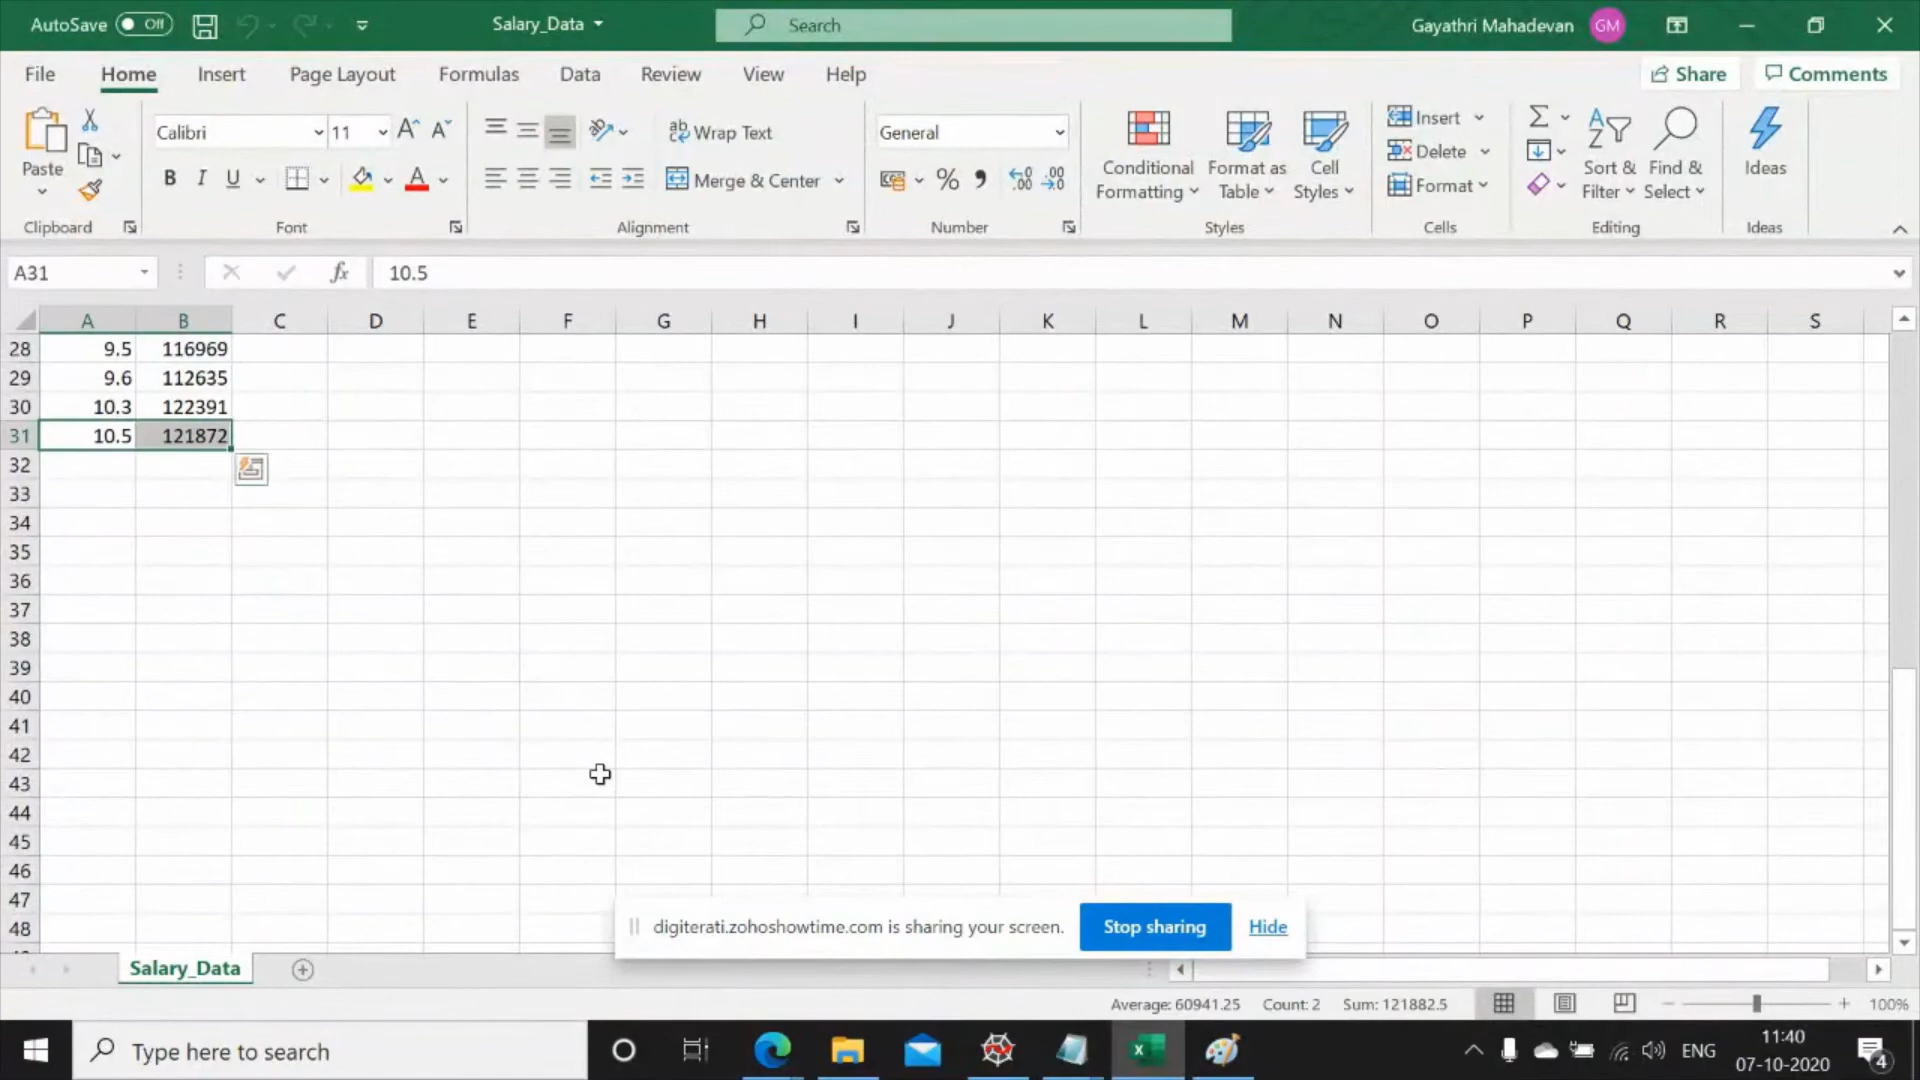 AutoSave Off
Salary_Data
Search
Gayathri Mahadevan GM
File Home Insert Page Layout Formulas Data Review View Help
Share Comments
Paste
Clipboard
Calibri 11
B I U
Font
ab Wrap Text
Merge & Center
Alignment
General
Number
Conditional Formatting
Format as Table
Cell Styles
Styles
Insert
Delete
Format
Cells
Sort & Filter
Find & Select
Editing
Ideas
Ideas
A31 fx 10.5
A B C D E F G H I J K L M N O P Q R S
28 9.5 116969
29 9.6 112635
30 10.3 122391
31 10.5 121872
32
33
34
35
36
37
38
39
40
41
42
43
44
45
46
47
48
digiterati.zohoshowtime.com is sharing your screen. Stop sharing Hide
Salary_Data
Average: 60941.25 Count: 2 Sum: 121882.5 100%
Type here to search
ENG
11:40
07-10-2020
4